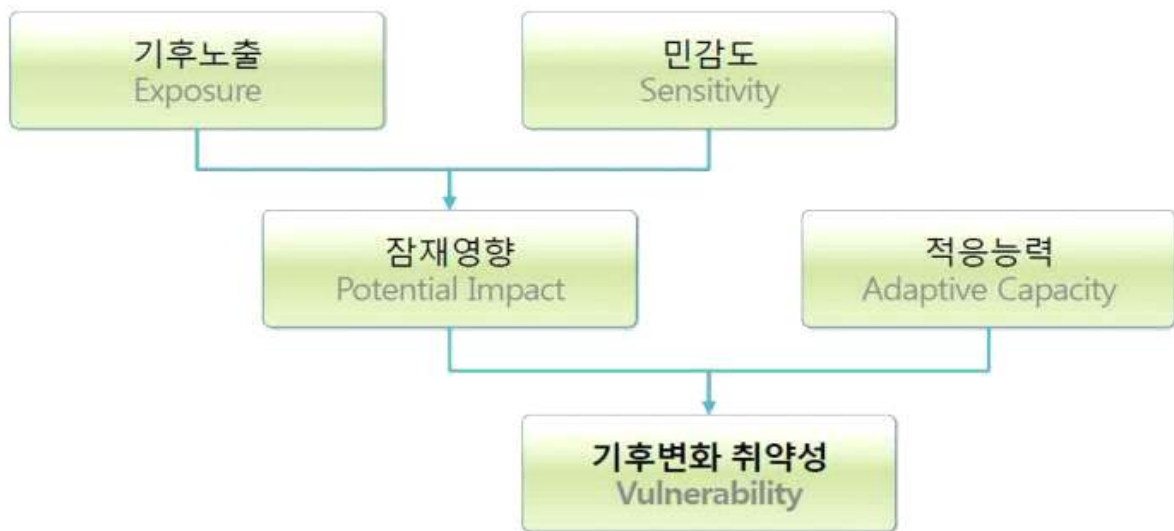 기후노출
Exposure
민감도
Sensitivity
잠재영향
Potential Impact
적응능력
Adaptive Capacity
기후변화 취약성
Vulnerability